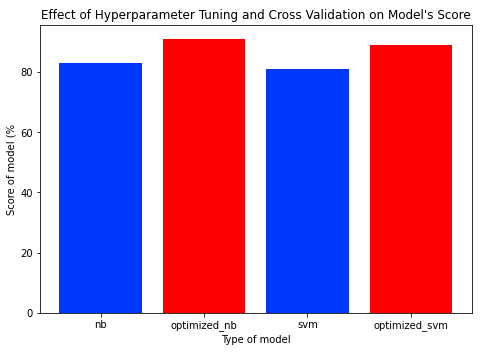 Effect of Hyperparameter Tuning and Cross Validation on Model's Score
Score of model (%
80
60
40
20
0
nb optimized_nb svm optimized_svm
Type of model